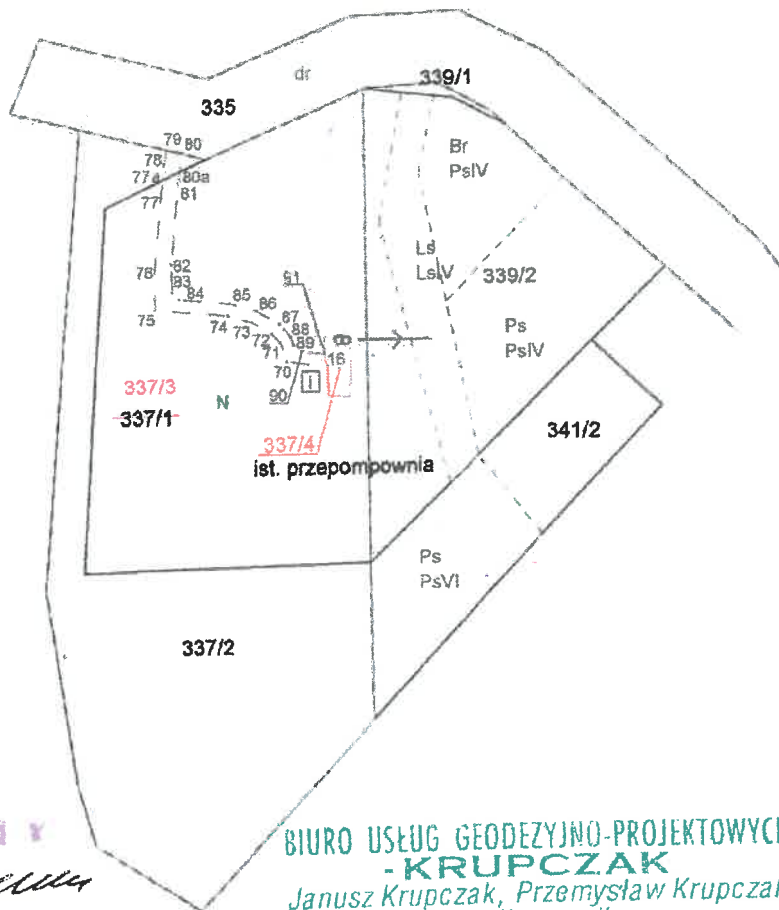 dr
339/1
335
79 80
78
77a 80a
77 81
Br
PsIV
Ls
LsIV
339/2
78
82
83
84
85
86
87
88
89
91
75
74
73
72
71
70
16
Ps
PsIV
90
i
337/3
337/1
N
337/4
ist. przepompownia
341/2
Ps
PsVI
337/2
BIURO USŁUG GEODEZYJNO-PROJEKTOWYC
-KRUPCZAK
Janusz Krupczak, Przemysław Krupczak